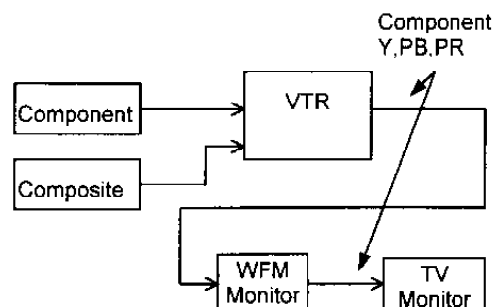 Component
Y,PB,PR
VTR
Component
Composite
WFM
Monitor
TV
Monitor